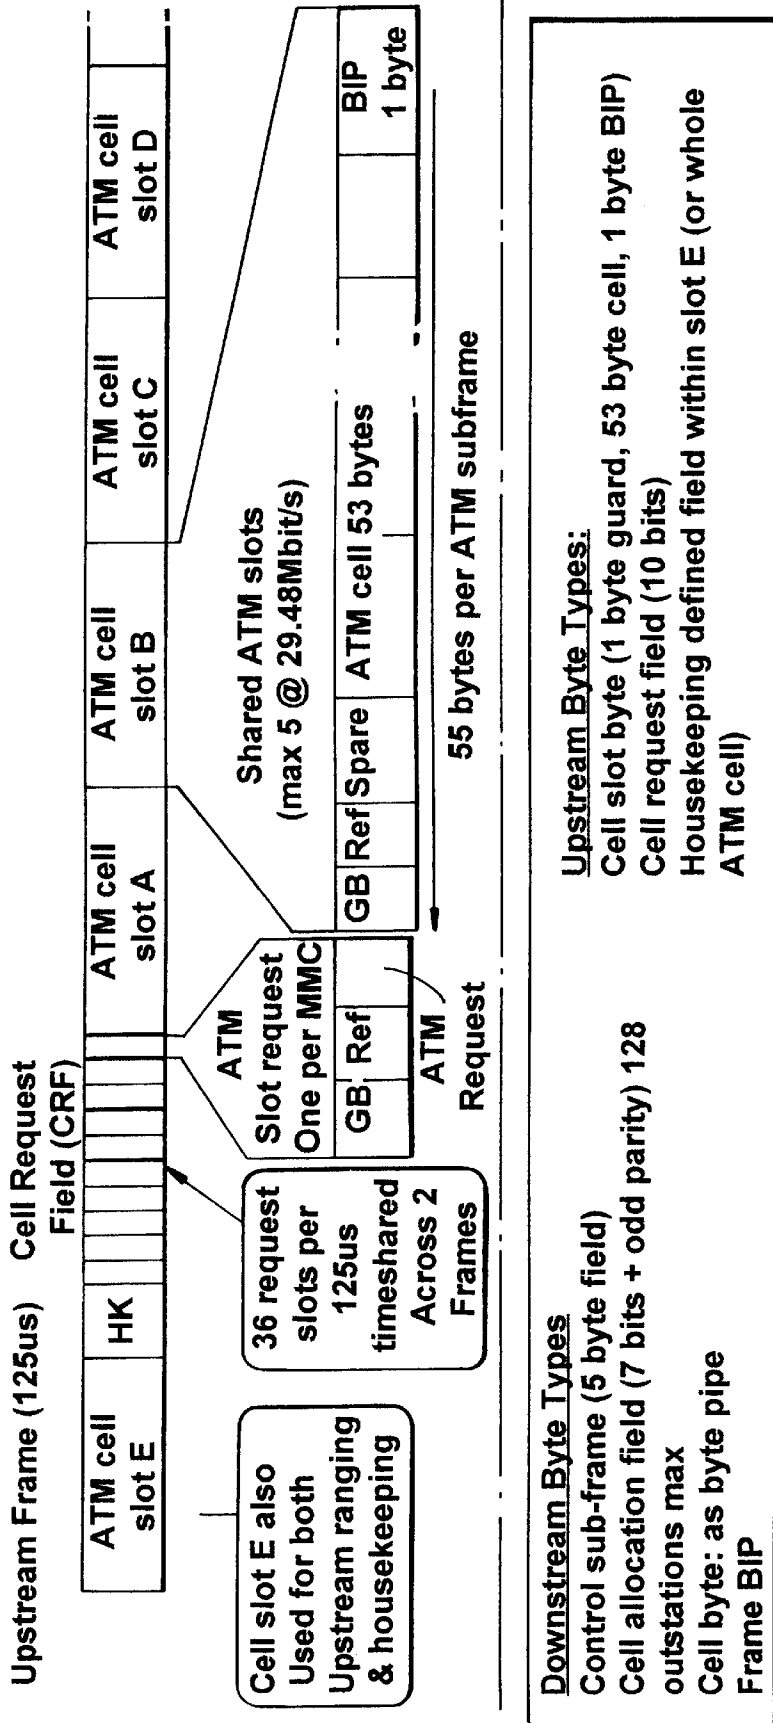 Upstream Frame (125us)
Cell Request
Field (CRF)
ATM cell
slot E
HK
ATM cell
slot A
ATM cell
slot B
ATM cell
slot C
ATM cell
slot D
Cell slot E also
Used for both
Upstream ranging
& housekeeping
36 request
slots per
125us
timeshared
Across 2
Frames
ATM
Slot request
One per MMC
GB
Ref
ATM
Request
Shared ATM slots
(max 5 @ 29.48Mbit/s)
GB
Ref
Spare
ATM cell 53 bytes
BIP
1 byte
55 bytes per ATM subframe
Downstream Byte Types
Control sub-frame (5 byte field)
Cell allocation field (7 bits + odd parity) 128
outstations max
Cell byte: as byte pipe
Frame BIP
Upstream Byte Types:
Cell slot byte (1 byte guard, 53 byte cell, 1 byte BIP)
Cell request field (10 bits)
Housekeeping defined field within slot E (or whole
ATM cell)